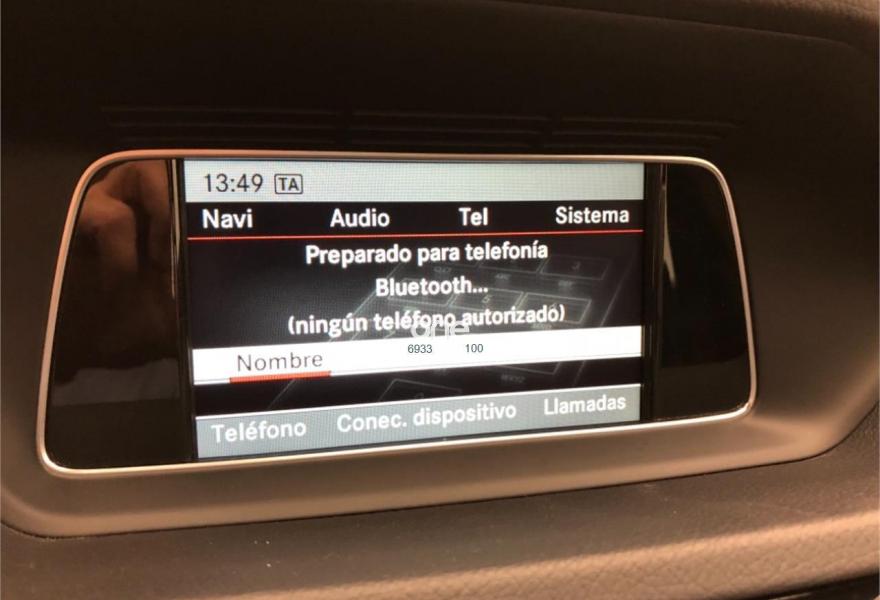 13:49 TA
Navi Audio Tel Sistema
Preparado para telefonía
Bluetooth...
(ningún teléfono autorizado)
one
6933 100
Nombre
Teléfono Conec. dispositivo Llamadas